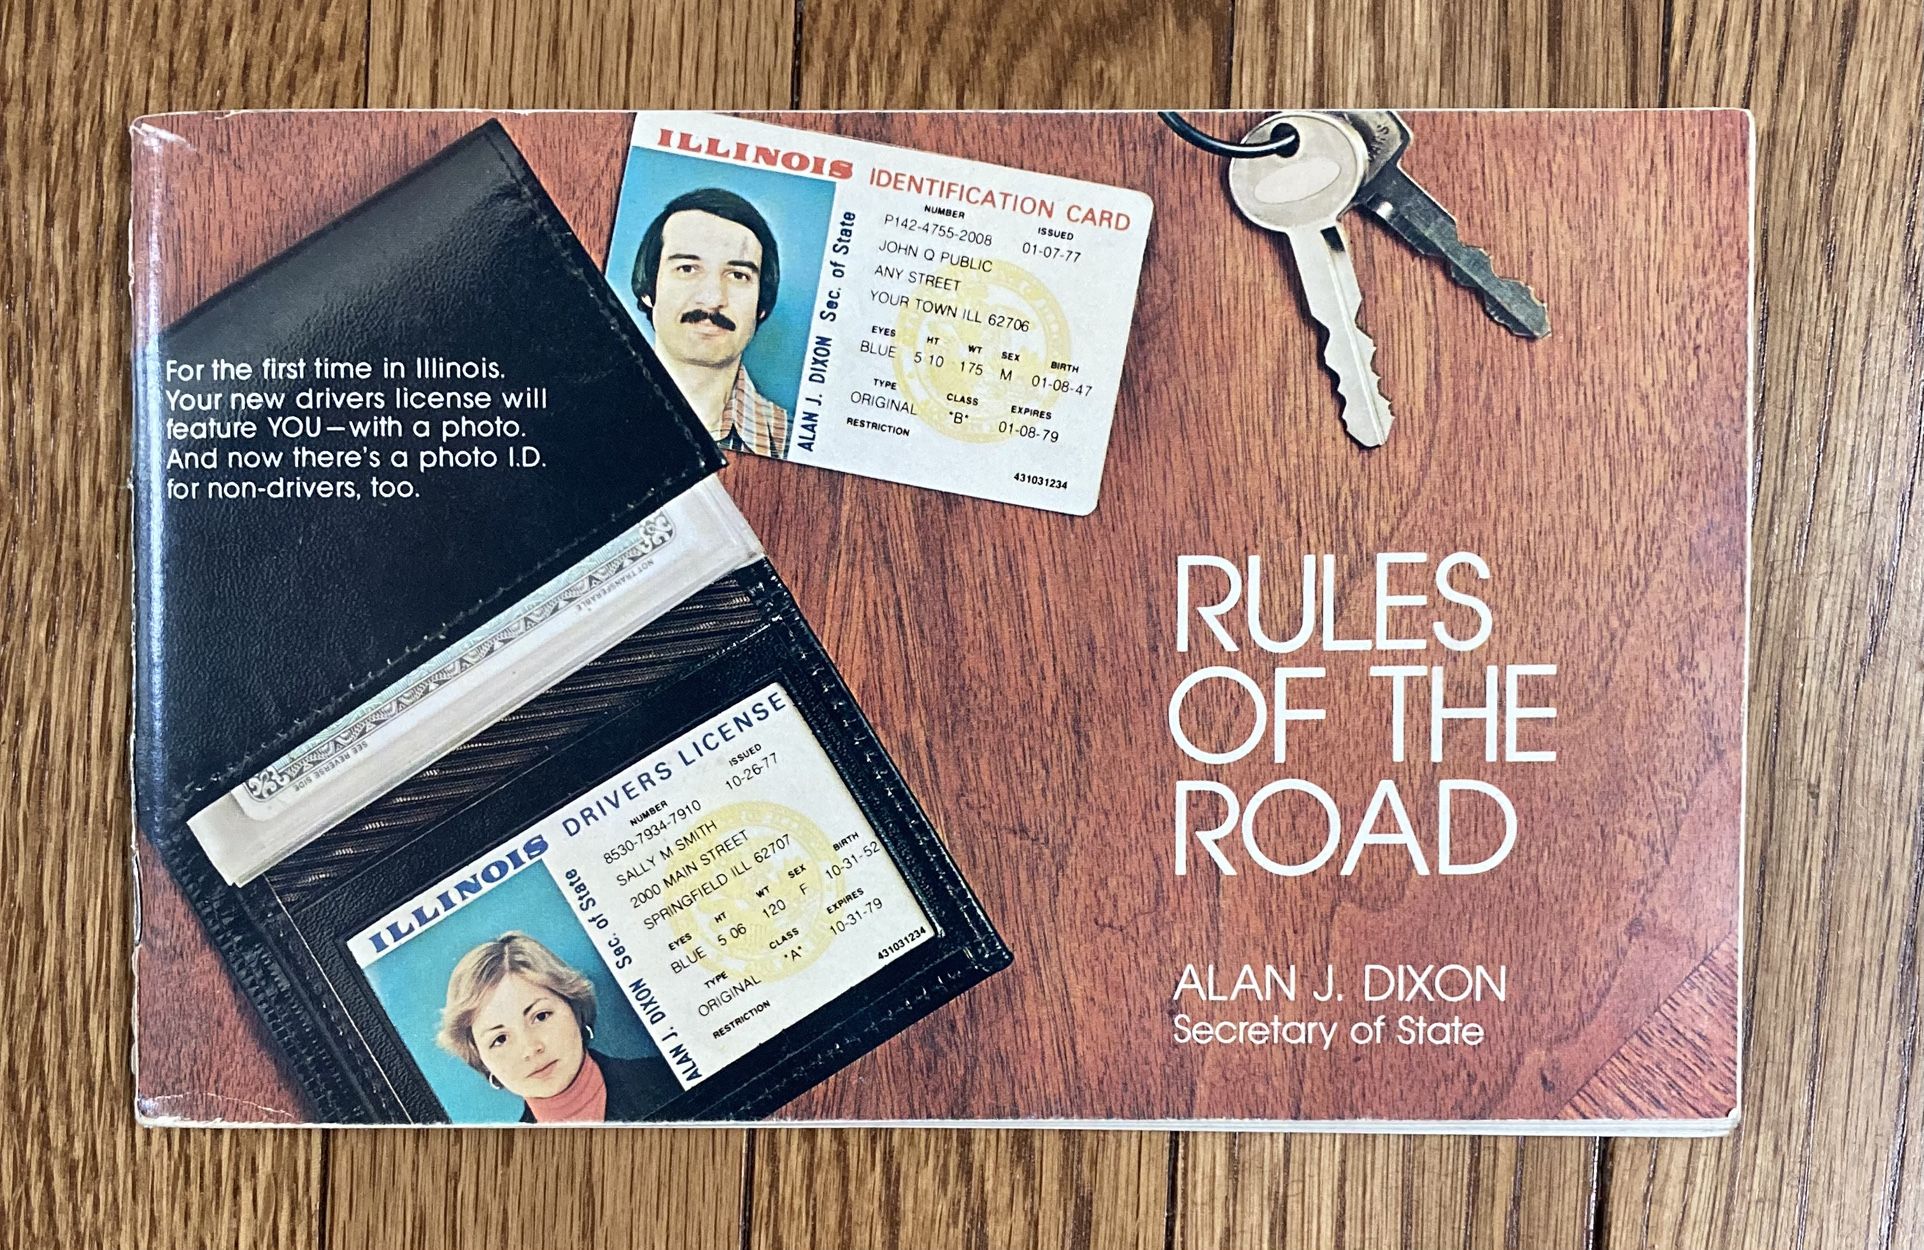 For the first time in Illinois.
Your new drivers license will
feature YOU—with a photo.
And now there's a photo I.D.
for non-drivers, too.
ILLINOIS IDENTIFICATION CARD
NUMBER ISSUED
P142-4755-2008 01-07-77
JOHN Q PUBLIC
ANY STREET
YOUR TOWN ILL 62706
EYES HT WT SEX BIRTH
BLUE 5 10 175 M 01-08-47
TYPE CLASS EXPIRES
ORIGINAL *B* 01-08-79
RESTRICTION
431031234
ALAN J. DIXON Sec. of State
NOT TRANSFERABLE
SEE REVERSE SIDE
ILLINOIS DRIVERS LICENSE
NUMBER ISSUED
8530-7934-7910 10-26-77
SALLY M SMITH
2000 MAIN STREET
SPRINGFIELD ILL 62707
EYES HT WT SEX BIRTH
BLUE 5 06 120 F 10-31-52
TYPE CLASS EXPIRES
ORIGINAL *A* 10-31-79
RESTRICTION
431031234
ALAN J. DIXON Sec. of State
RULES
OF THE
ROAD
ALAN J. DIXON
Secretary of State